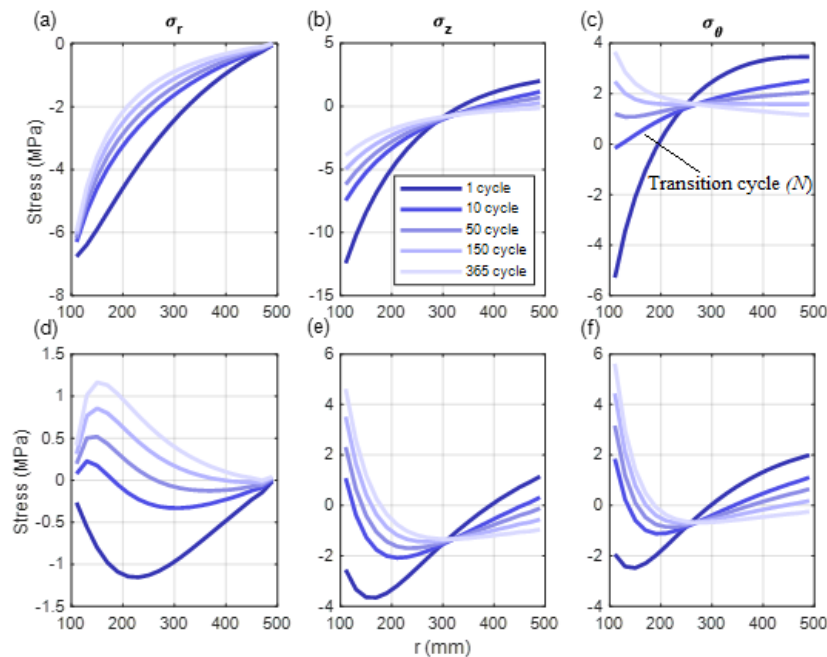 (a)
σr
(b)
σz
(c)
σθ
Stress (MPa)
0
-2
-4
-6
-8
100 200 300 400 500
5
0
-5
-10
-15
100 200 300 400 500
1 cycle
10 cycle
50 cycle
150 cycle
365 cycle
4
2
0
-2
-4
-6
100 200 300 400 500
Transition cycle (N)
(d)
(e)
(f)
Stress (MPa)
1.5
1
0.5
0
-0.5
-1
-1.5
100 200 300 400 500
6
4
2
0
-2
-4
100 200 300 400 500
6
4
2
0
-2
-4
100 200 300 400 500
r (mm)